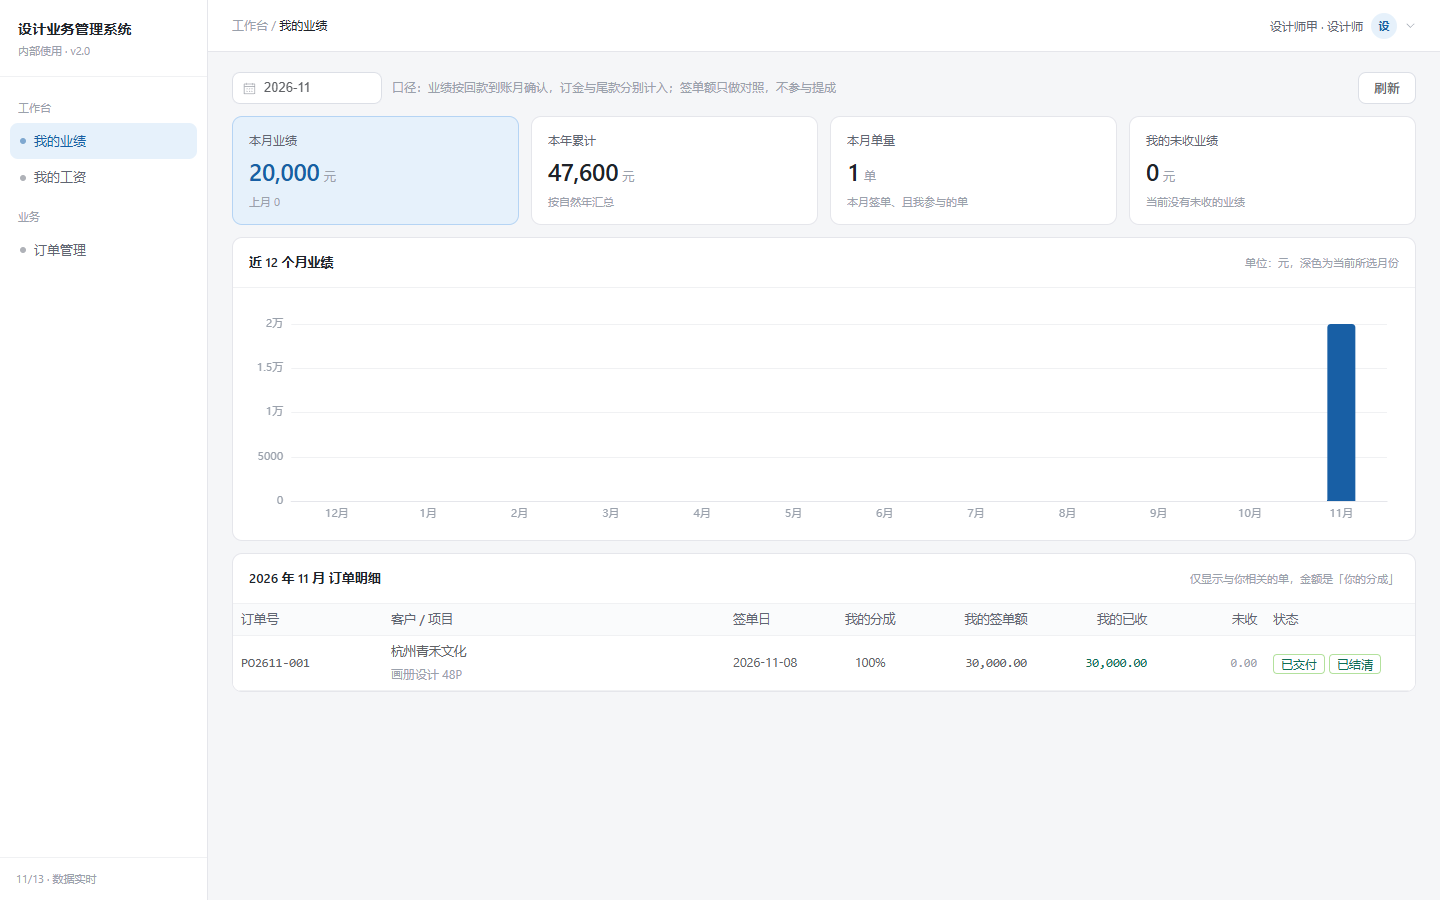 设计业务管理系统
内部使用 · v2.0
工作台
我的业绩
我的工资
业务
订单管理
11/13 · 数据实时
工作台 / 我的业绩
设计师甲 · 设计师 设
2026-11
口径：业绩按回款到账月确认，订金与尾款分别计入；签单额只做对照，不参与提成
刷新
本月业绩
20,000 元
上月 0
本年累计
47,600 元
按自然年汇总
本月单量
1 单
本月签单、且我参与的单
我的未收业绩
0 元
当前没有未收的业绩
近 12 个月业绩
单位：元，深色为当前所选月份
2万
1.5万
1万
5000
0
12月 1月 2月 3月 4月 5月 6月 7月 8月 9月 10月 11月
2026 年 11 月 订单明细
仅显示与你相关的单，金额是「你的分成」
订单号 客户 / 项目 签单日 我的分成 我的签单额 我的已收 未收 状态
PO2611-001 杭州青禾文化 2026-11-08 100% 30,000.00 30,000.00 0.00 已交付 已结清
画册设计 48P